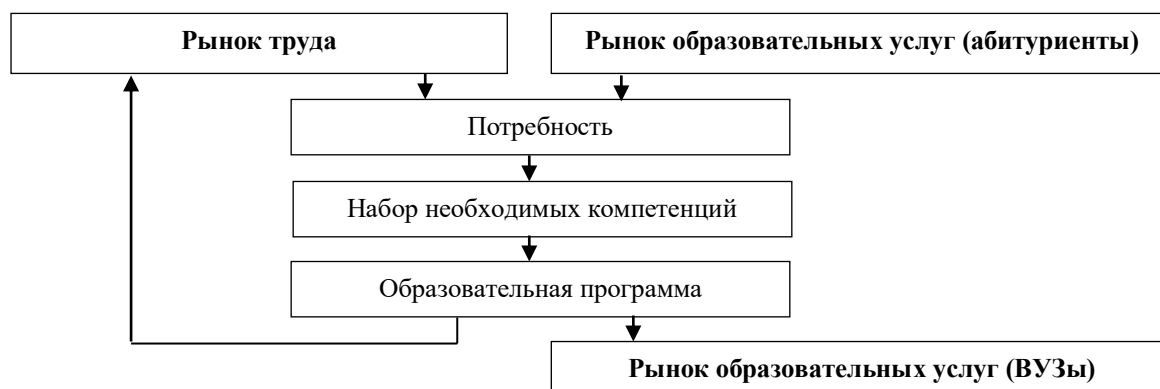 Рынок труда
Рынок образовательных услуг (абитуриенты)
Потребность
Набор необходимых компетенций
Образовательная программа
Рынок образовательных услуг (ВУЗы)